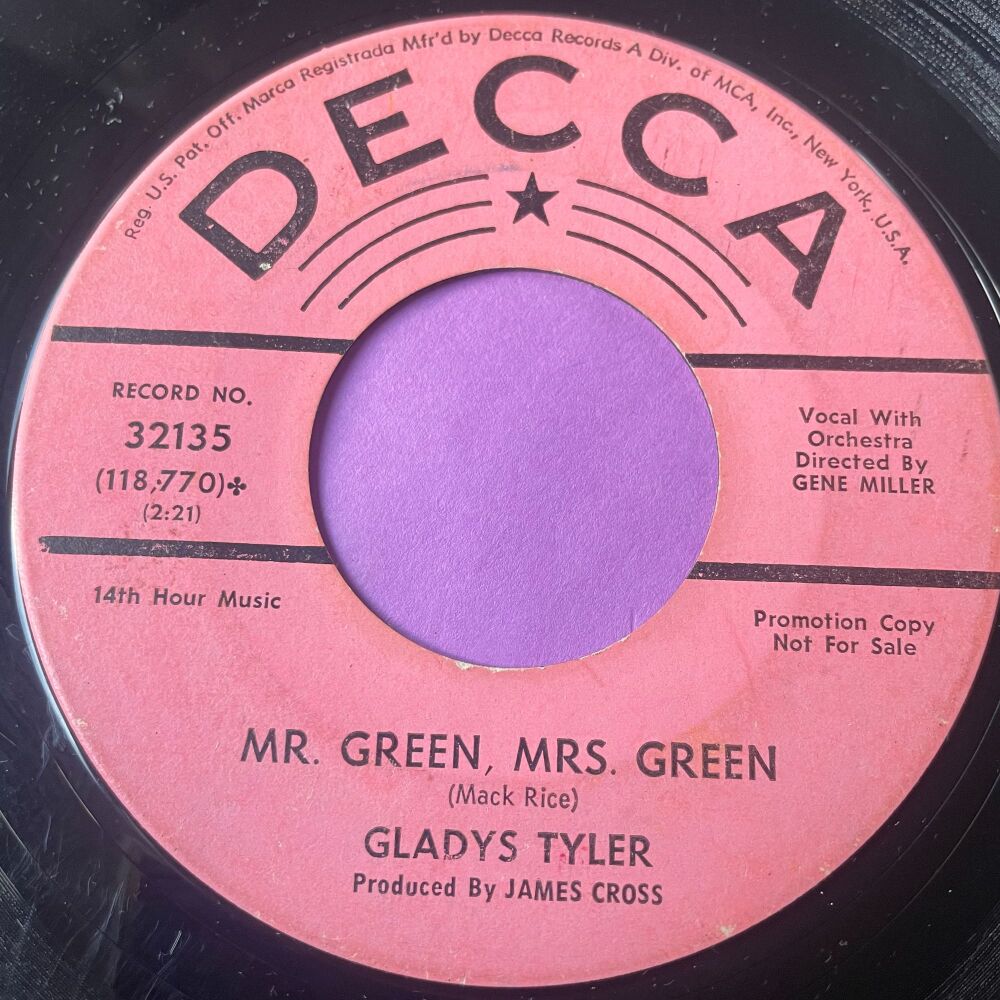 Reg. U.S. Pat. Off. Marca Registrada Mfr'd by Decca Records A Div. of MCA, Inc., New York, U.S.A.
DECCA
RECORD NO.
32135
(118,770)♣
(2:21)
Vocal With
Orchestra
Directed By
GENE MILLER
14th Hour Music
Promotion Copy
Not For Sale
MR. GREEN, MRS. GREEN
(Mack Rice)
GLADYS TYLER
Produced By JAMES CROSS